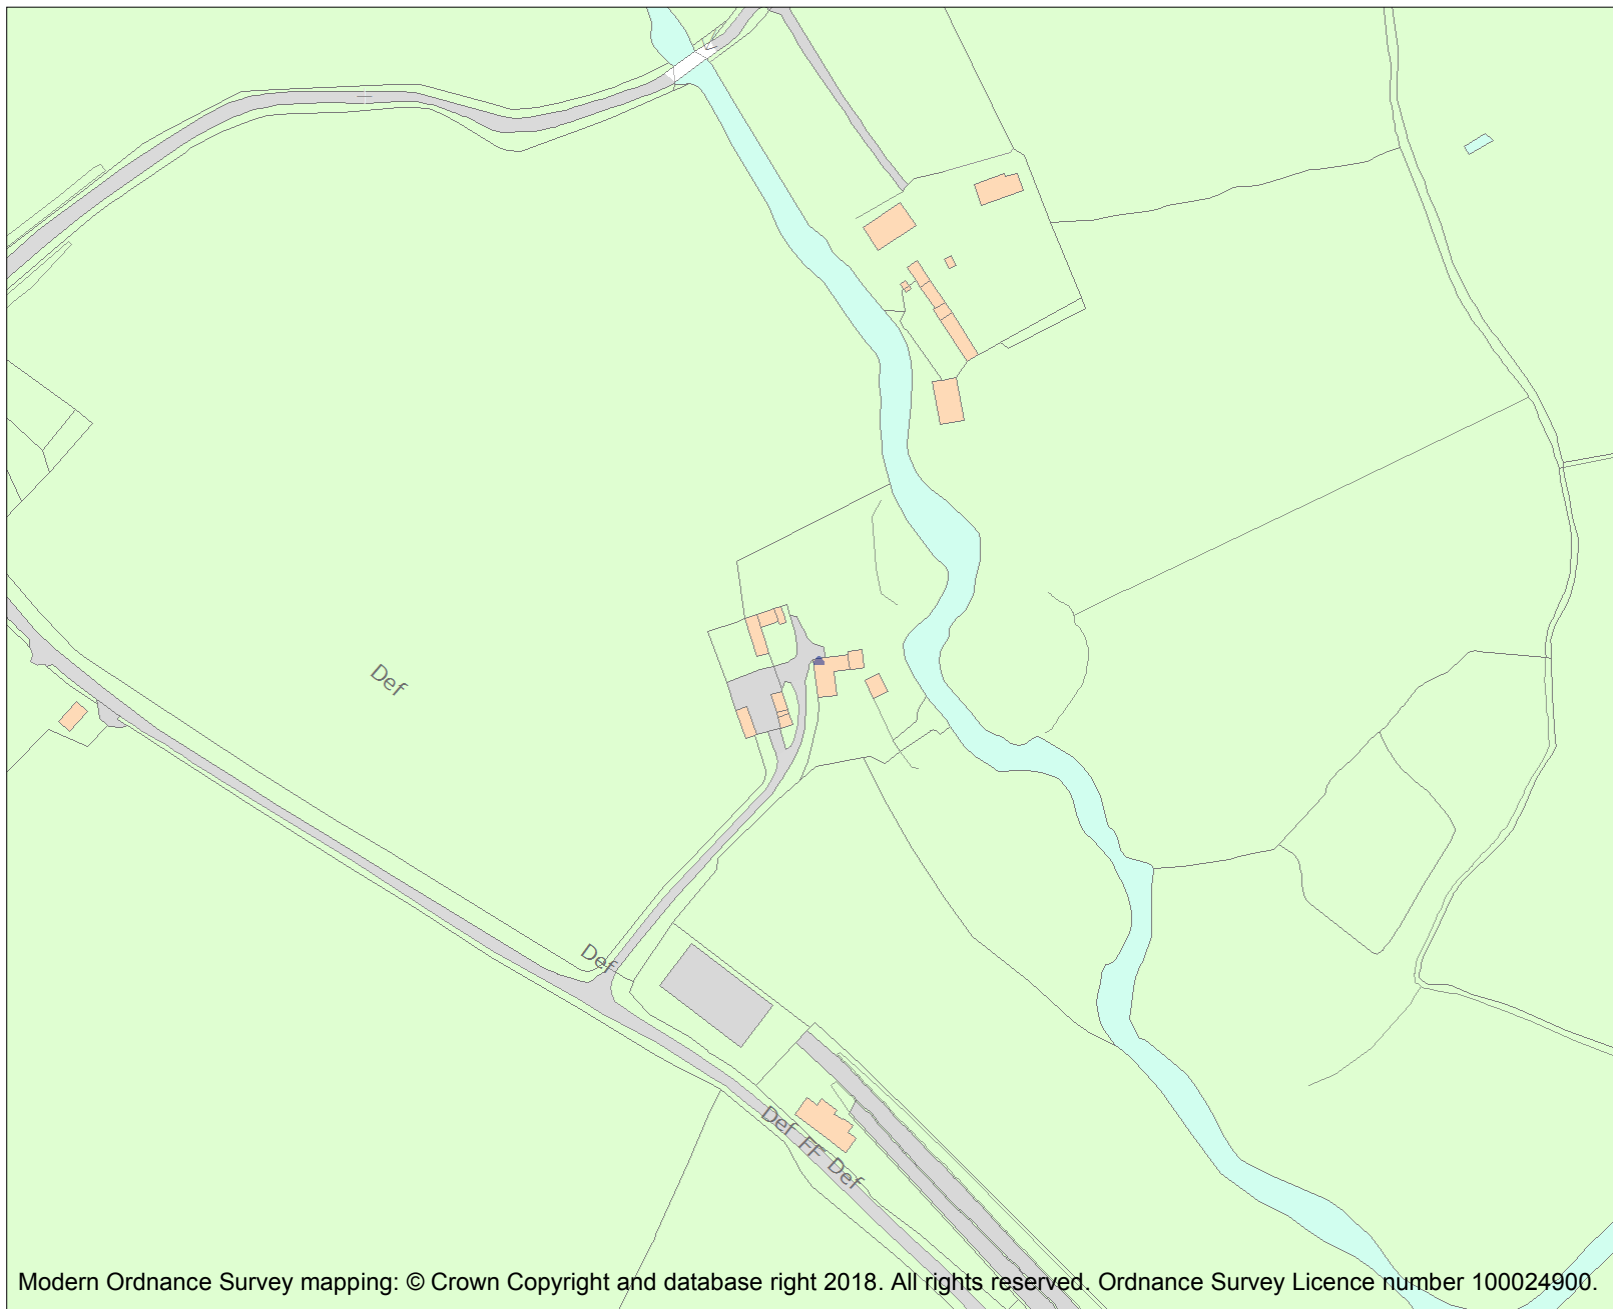 Def
Def
Def FF Def
Modern Ordnance Survey mapping: © Crown Copyright and database right 2018. All rights reserved. Ordnance Survey Licence number 100024900.